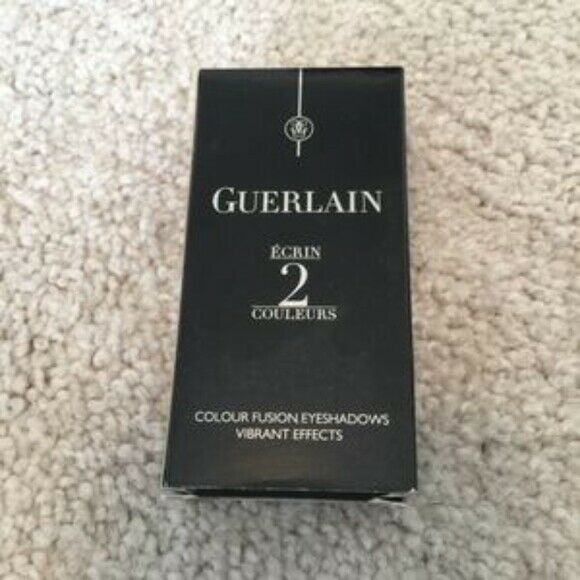 GUERLAIN
ÉCRIN
2
COULEURS
COLOUR FUSION EYESHADOWS
VIBRANT EFFECTS